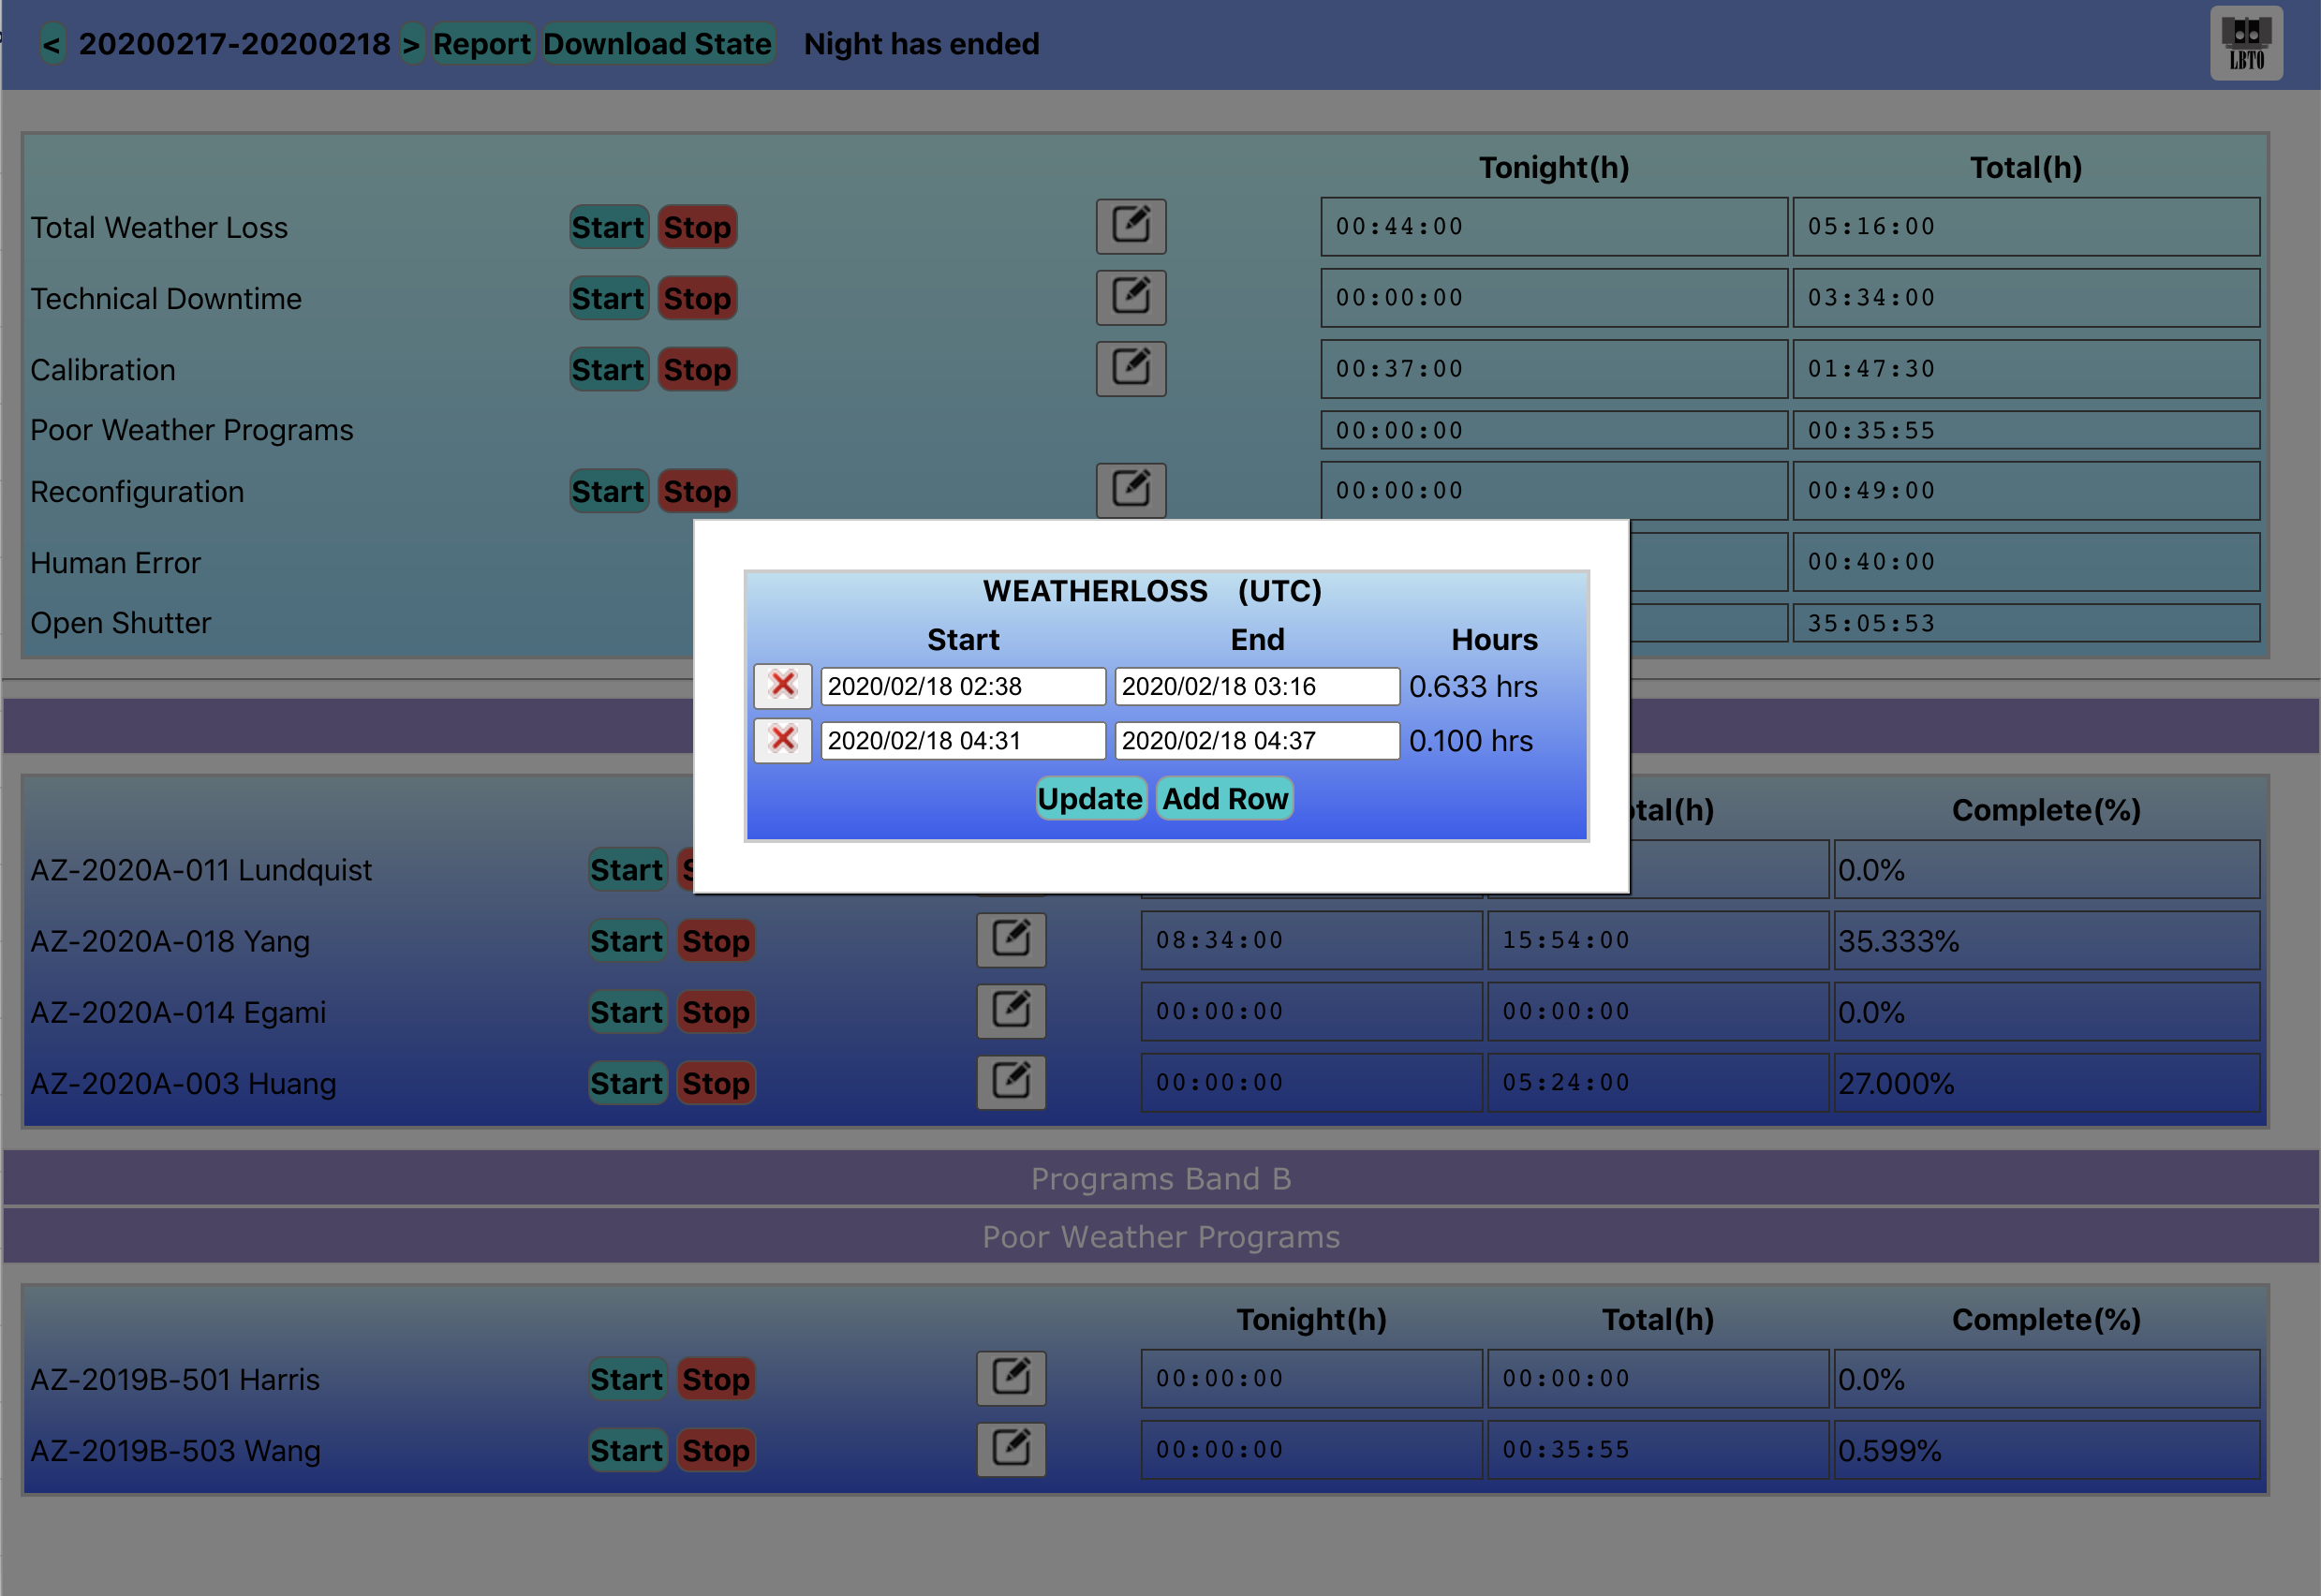 < 20200217-20200218 > Report Download State Night has ended
LBTO
Tonight(h) Total(h)
Total Weather Loss Start Stop 00:44:00 05:16:00
Technical Downtime Start Stop 00:00:00 03:34:00
Calibration Start Stop 00:37:00 01:47:30
Poor Weather Programs 00:00:00 00:35:55
Reconfiguration Start Stop 00:00:00 00:49:00
Human Error 00:40:00
Open Shutter 35:05:53
WEATHERLOSS (UTC)
Start End Hours
2020/02/18 02:38 2020/02/18 03:16 0.633 hrs
2020/02/18 04:31 2020/02/18 04:37 0.100 hrs
Update Add Row
tal(h) Complete(%)
AZ-2020A-011 Lundquist Start 0.0%
AZ-2020A-018 Yang Start Stop 08:34:00 15:54:00 35.333%
AZ-2020A-014 Egami Start Stop 00:00:00 00:00:00 0.0%
AZ-2020A-003 Huang Start Stop 00:00:00 05:24:00 27.000%
Programs Band B
Poor Weather Programs
Tonight(h) Total(h) Complete(%)
AZ-2019B-501 Harris Start Stop 00:00:00 00:00:00 0.0%
AZ-2019B-503 Wang Start Stop 00:00:00 00:35:55 0.599%